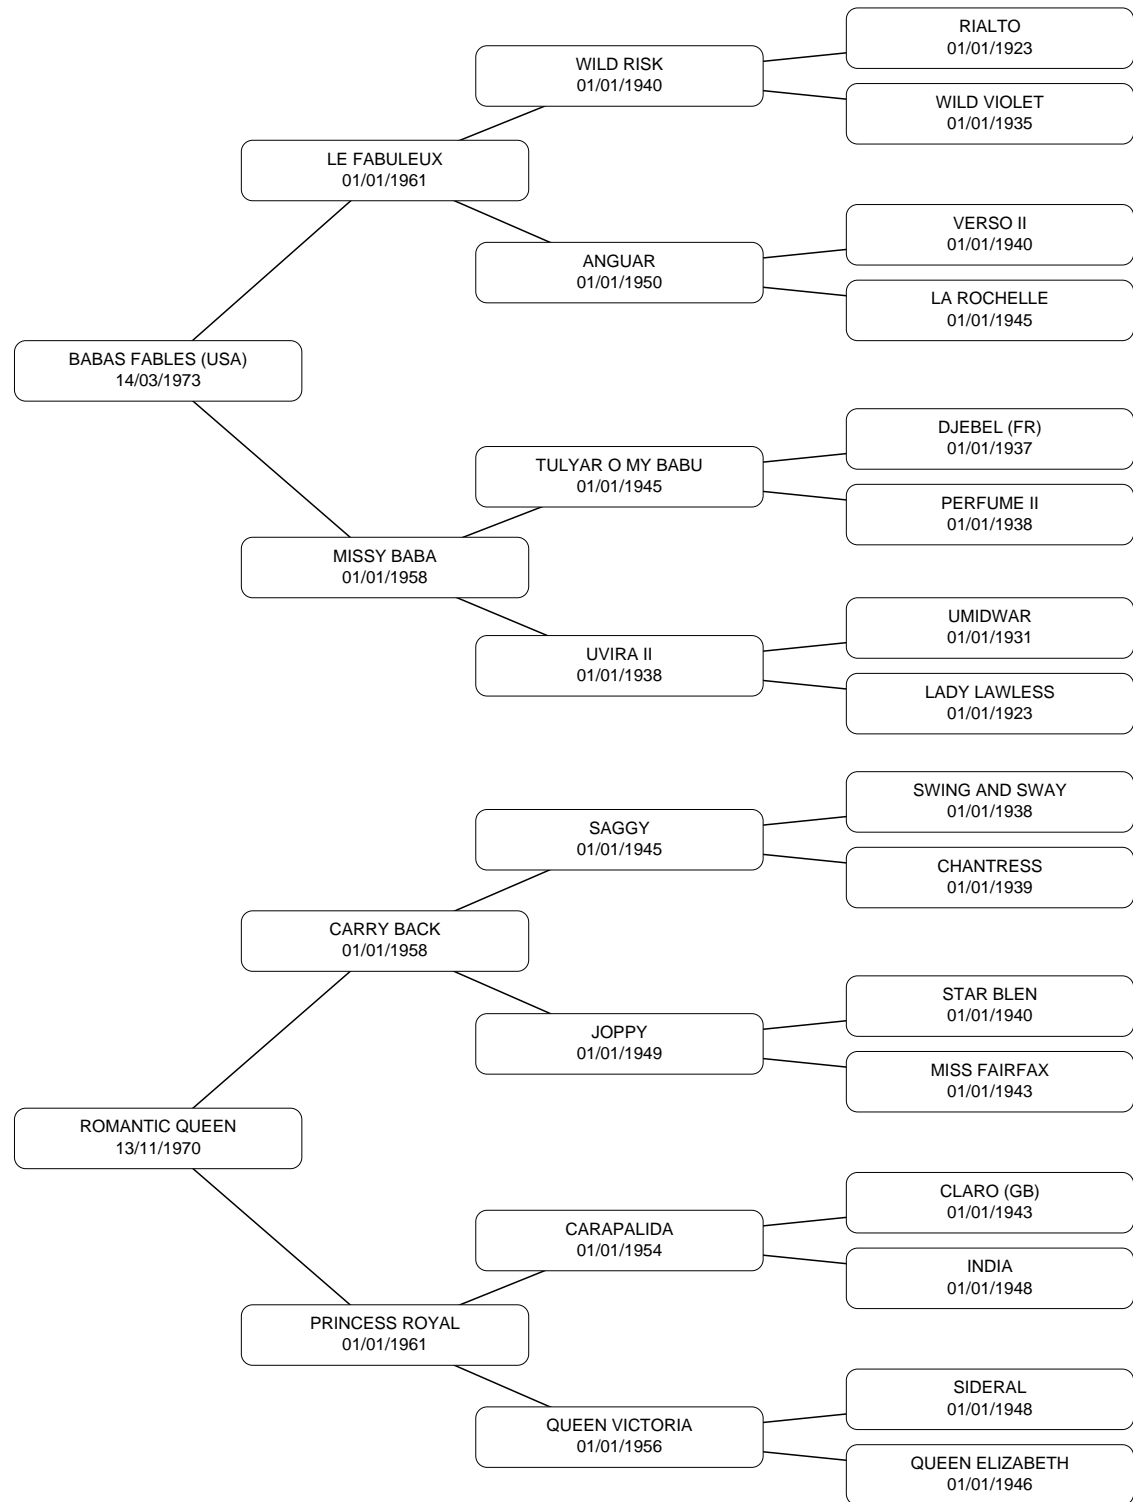 RIALTO
01/01/1923
WILD RISK
01/01/1940
WILD VIOLET
01/01/1935
LE FABULEUX
01/01/1961
VERSO II
01/01/1940
ANGUAR
01/01/1950
LA ROCHELLE
01/01/1945
BABAS FABLES (USA)
14/03/1973
DJEBEL (FR)
01/01/1937
TULYAR O MY BABU
01/01/1945
PERFUME II
01/01/1938
MISSY BABA
01/01/1958
UMIDWAR
01/01/1931
UVIRA II
01/01/1938
LADY LAWLESS
01/01/1923
SWING AND SWAY
01/01/1938
SAGGY
01/01/1945
CHANTRESS
01/01/1939
CARRY BACK
01/01/1958
STAR BLEN
01/01/1940
JOPPY
01/01/1949
MISS FAIRFAX
01/01/1943
ROMANTIC QUEEN
13/11/1970
CLARO (GB)
01/01/1943
CARAPALIDA
01/01/1954
INDIA
01/01/1948
PRINCESS ROYAL
01/01/1961
SIDERAL
01/01/1948
QUEEN VICTORIA
01/01/1956
QUEEN ELIZABETH
01/01/1946